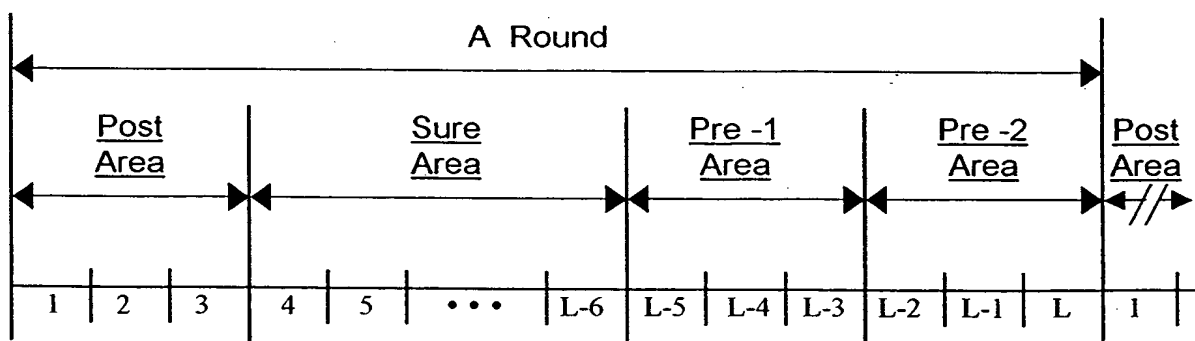 A Round
Post Area
Sure Area
Pre -1 Area
Pre -2 Area
Post Area
1 2 3 4 5 ••• L-6 L-5 L-4 L-3 L-2 L-1 L 1